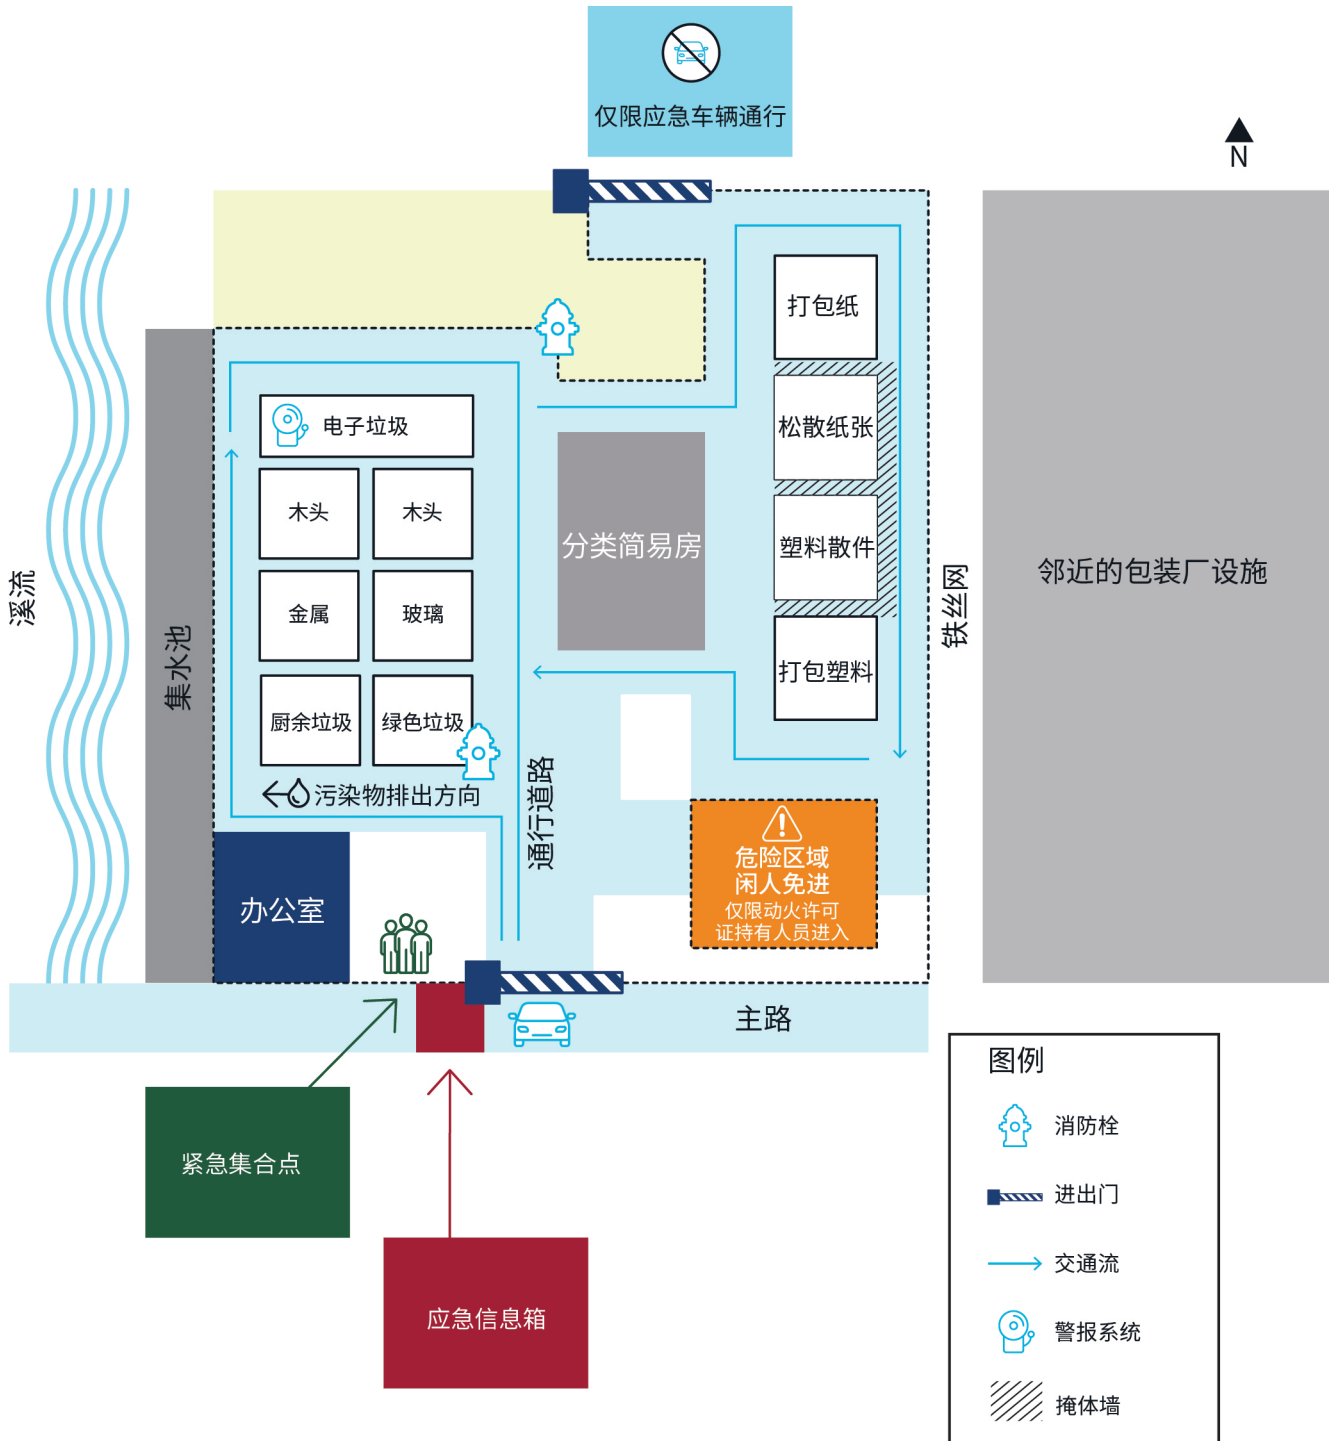 仅限应急车辆通行
N
打包纸
松散纸张
塑料散件
打包塑料
电子垃圾
木头
木头
金属
玻璃
厨余垃圾
绿色垃圾
污染物排出方向
分类简易房
溪流
集水池
通行道路
铁丝网
邻近的包装厂设施
危险区域
闲人免进
仅限动火许可
证持有人员进入
办公室
主路
紧急集合点
应急信息箱
图例
消防栓
进出门
交通流
警报系统
掩体墙